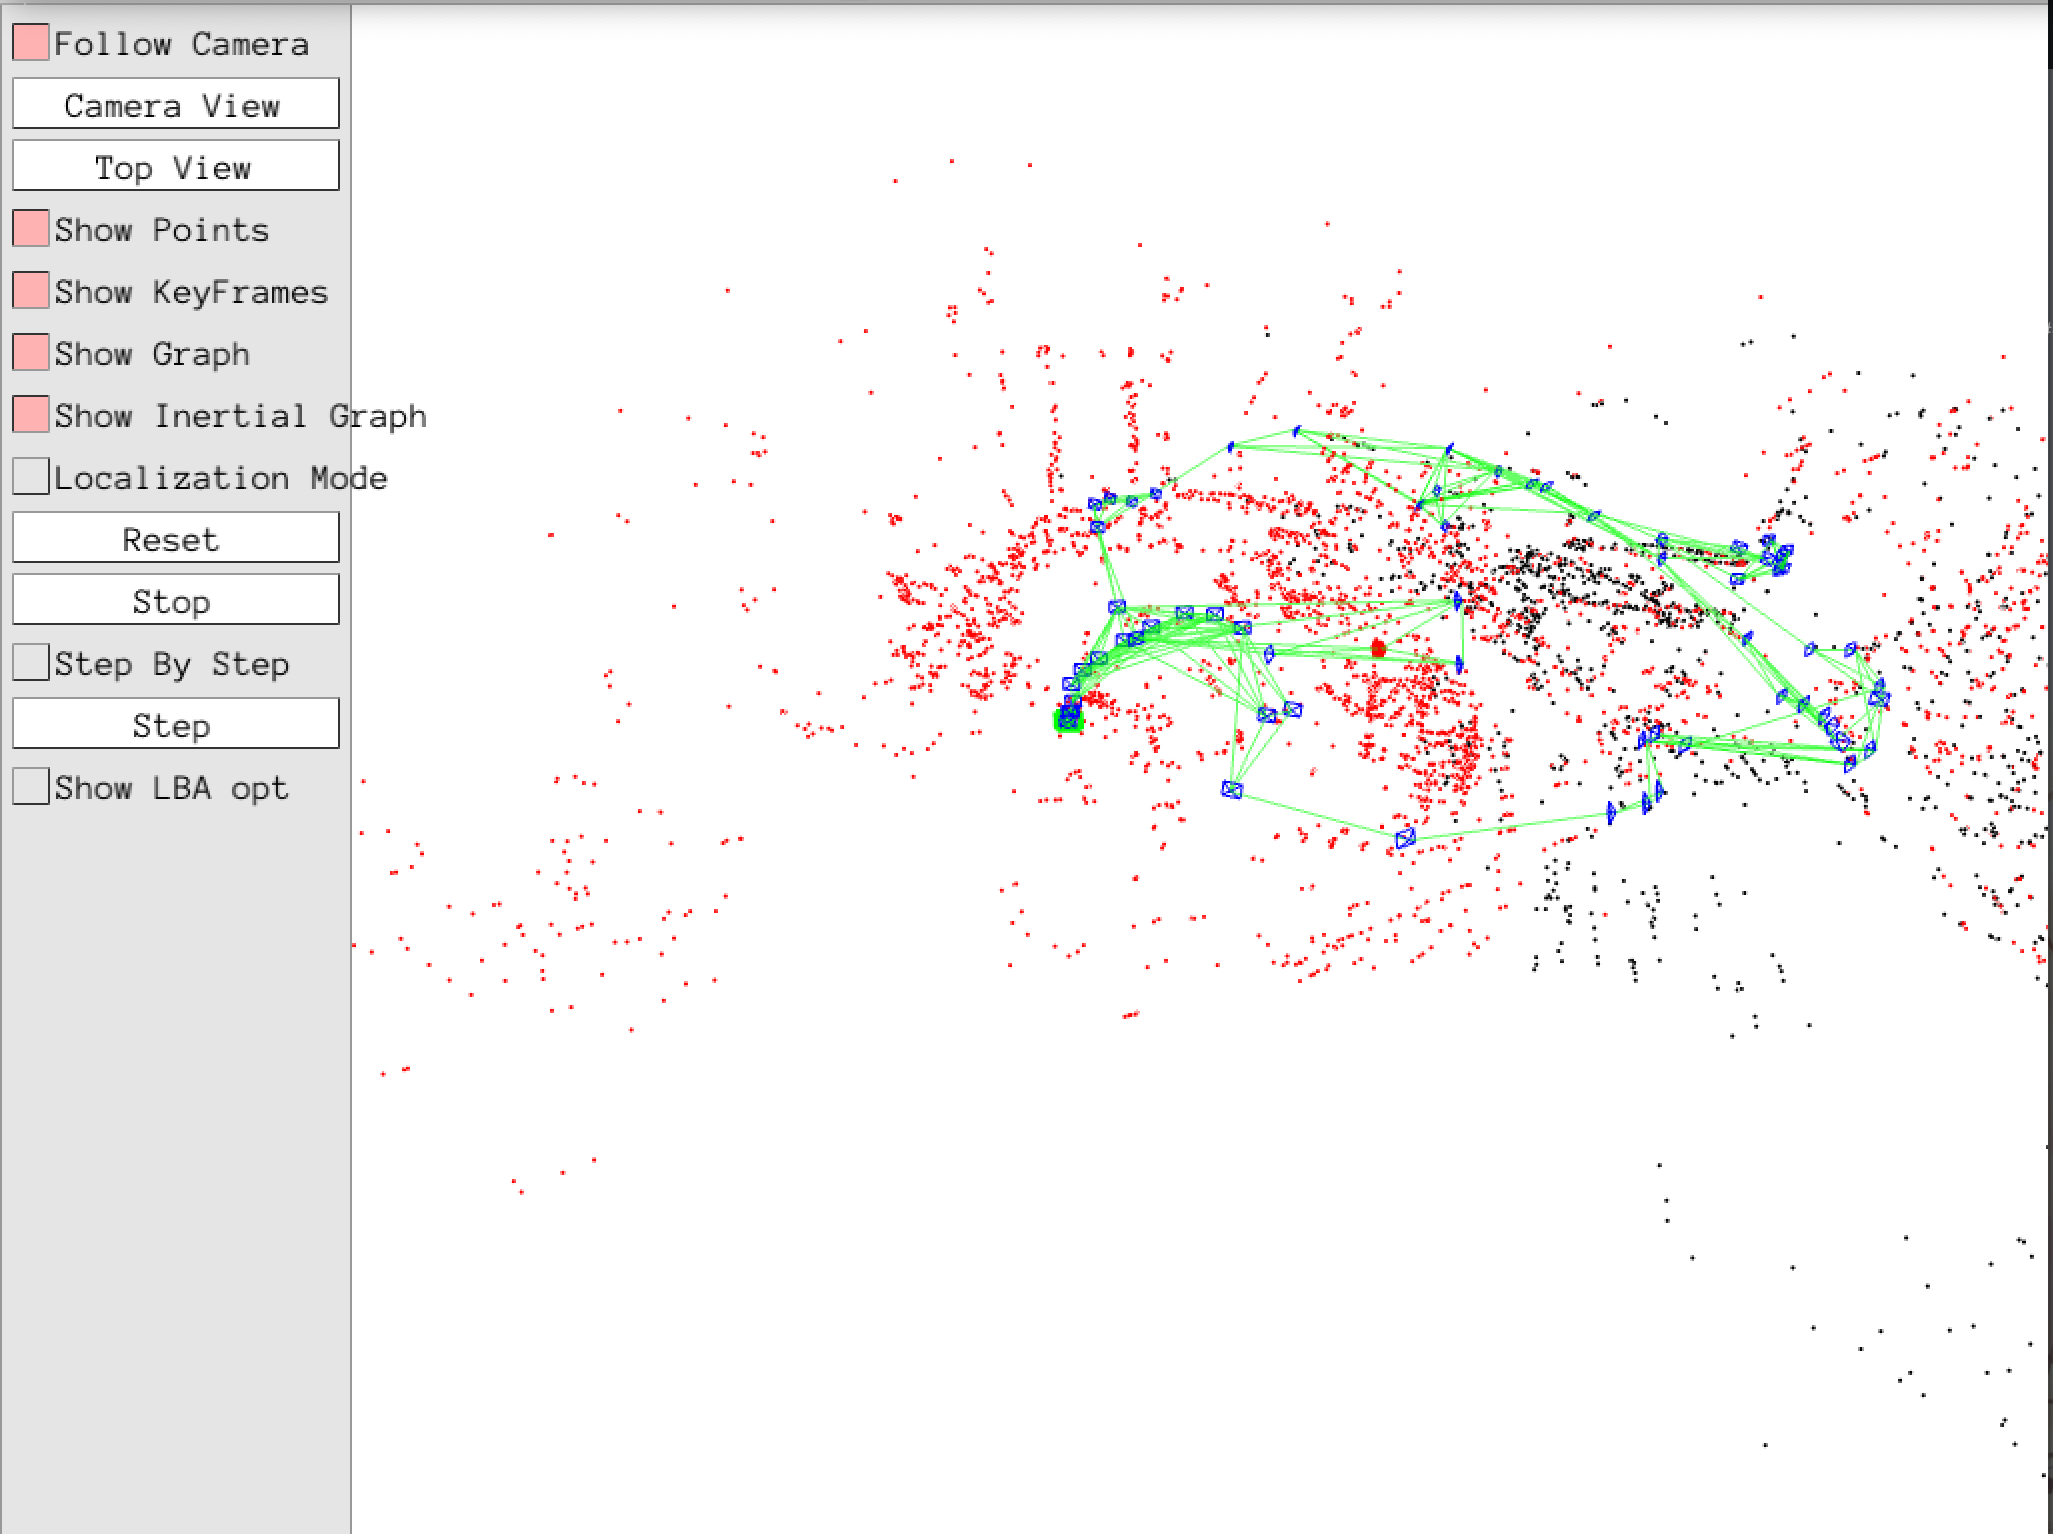 Follow Camera
Camera View
Top View
Show Points
Show KeyFrames
Show Graph
Show Inertial Graph
Localization Mode
Reset
Stop
Step By Step
Step
Show LBA opt